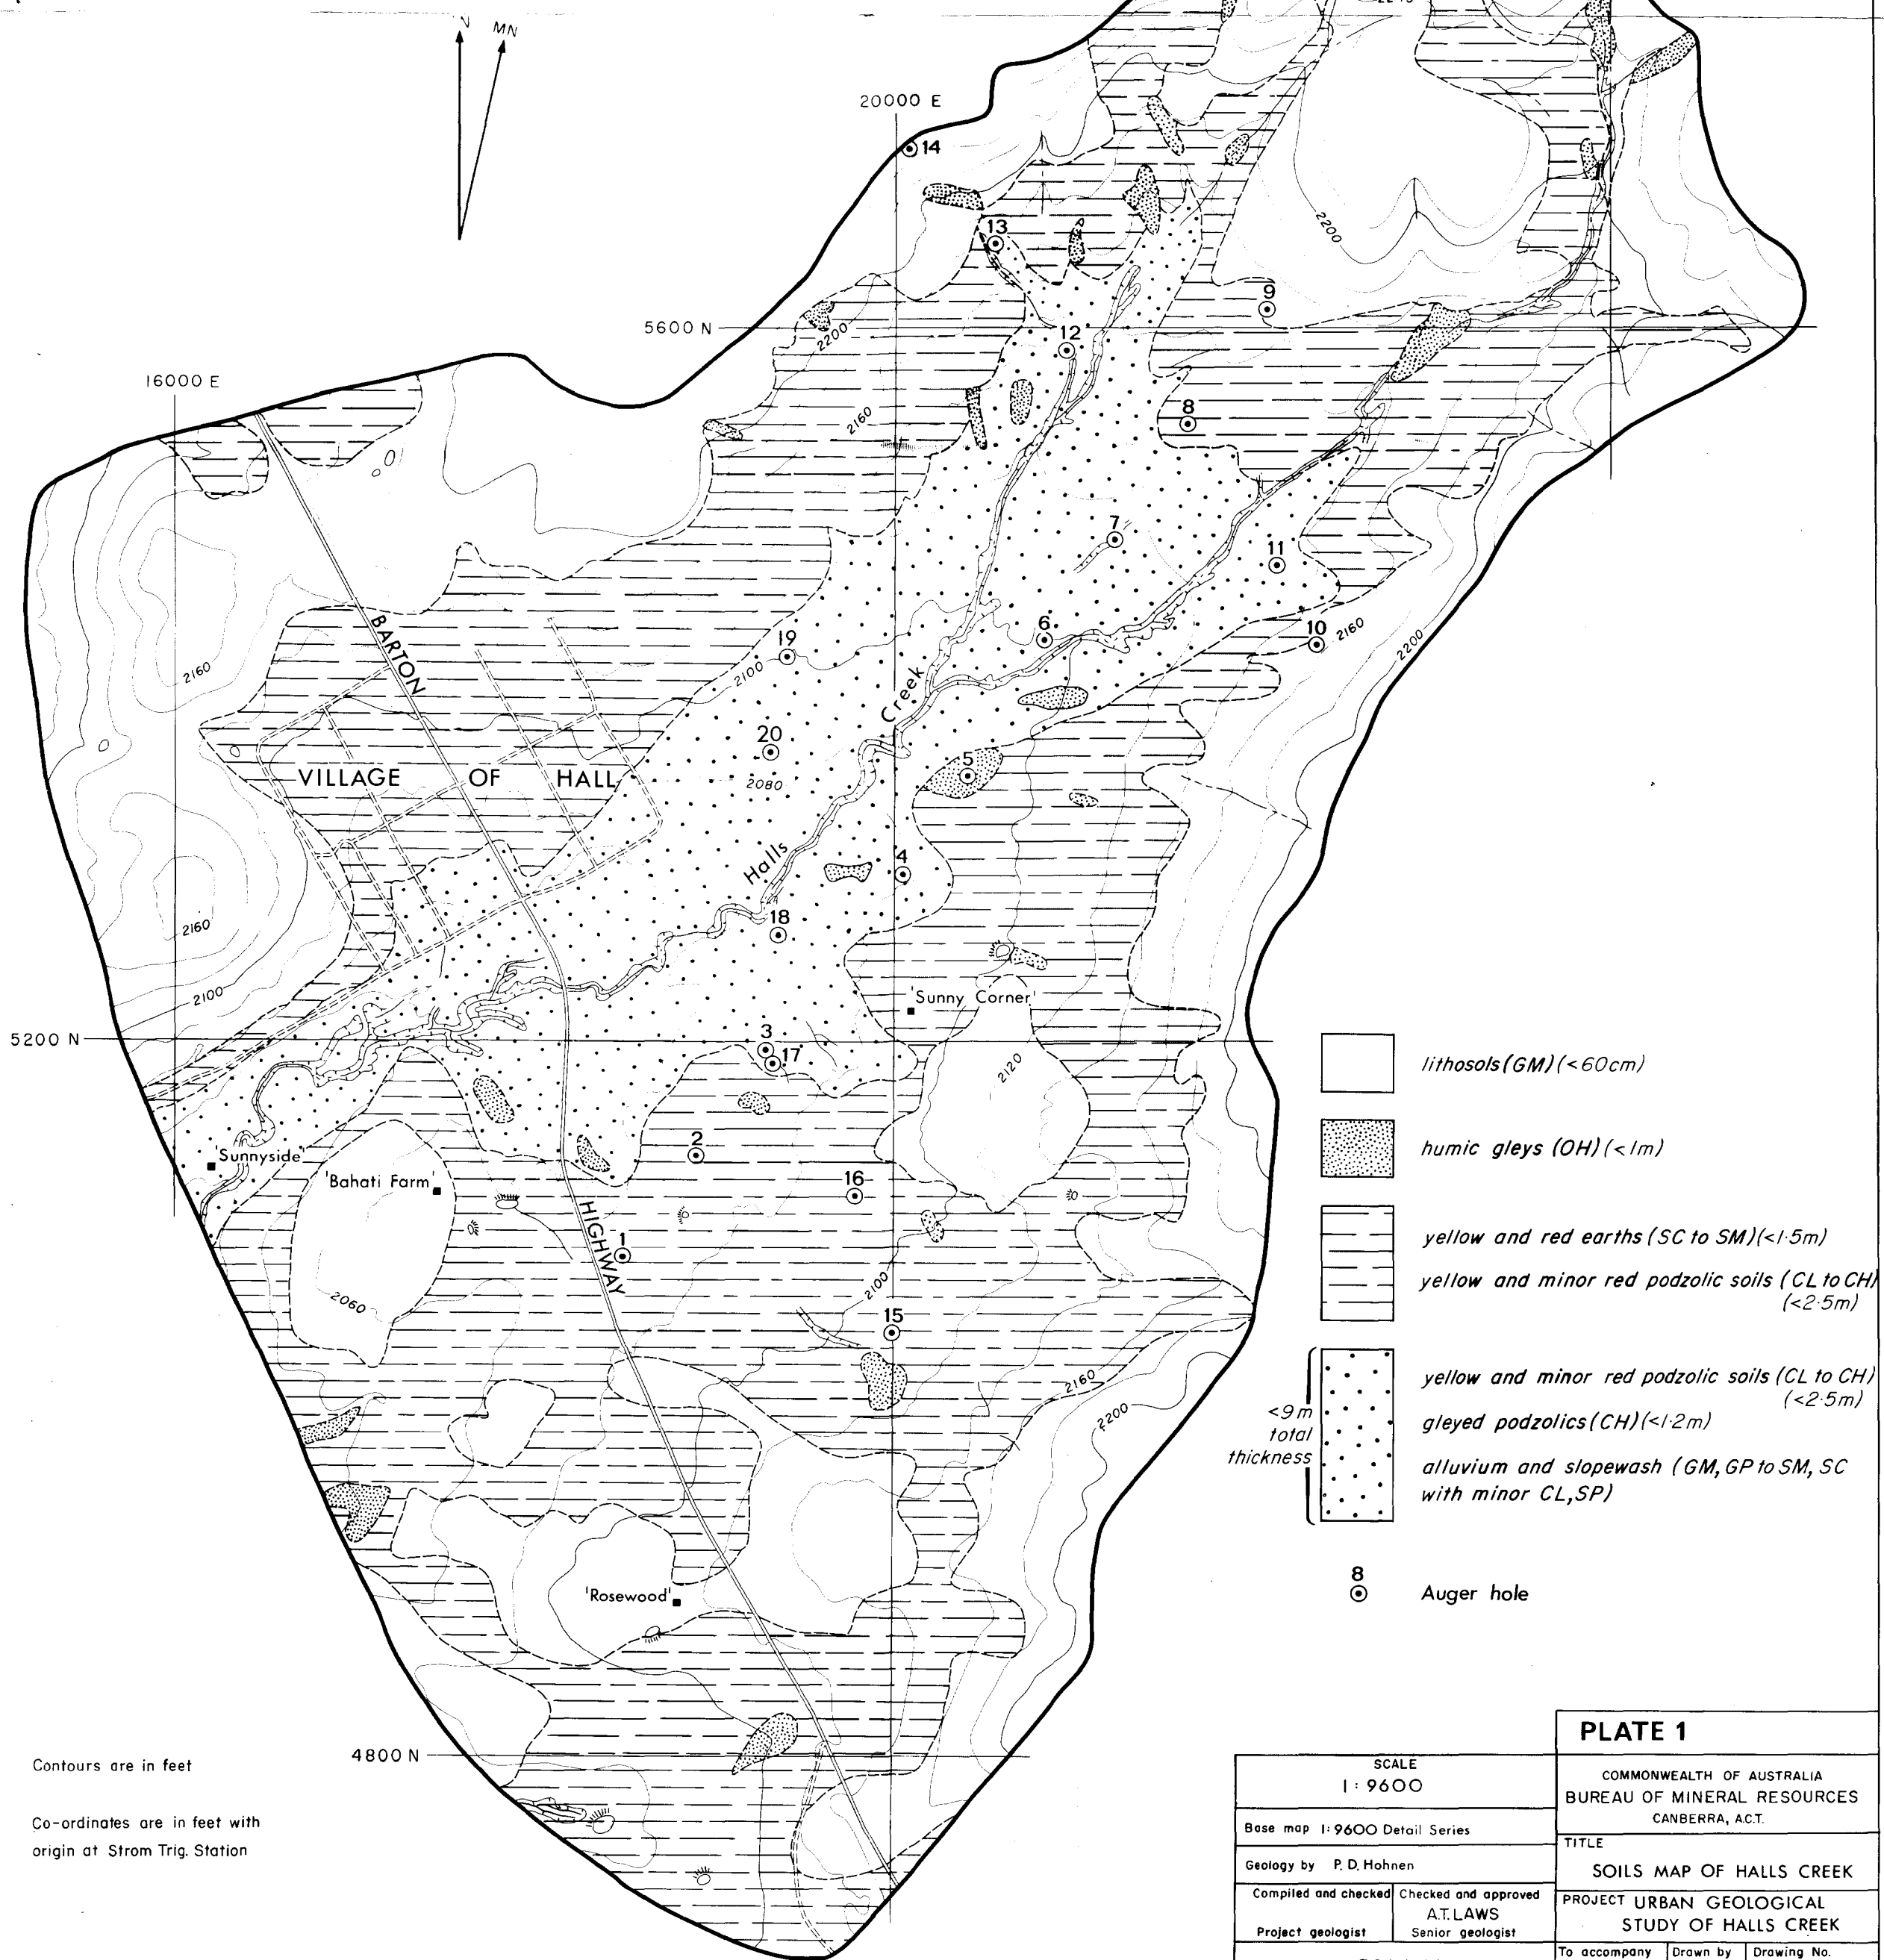 N
MN
20000 E
14
13
2200
9
5600 N
2200
12
16000 E
2160
8
7
11
BARTON
19
6
10
2160
2200
2160
2100
Creek
20
2080
5
VILLAGE OF HALL
Halls
4
18
2160
2100
'Sunny Corner'
5200 N
3
17
2120
'Sunnyside'
2
'Bahati Farm'
16
HIGHWAY
1
2060
2100
15
2160
2200
'Rosewood'
4800 N
lithosols (GM) (<60cm)
humic gleys (OH) (<1m)
yellow and red earths (SC to SM) (<1·5m)
yellow and minor red podzolic soils (CL to CH)
(<2·5m)
<9m
total
thickness
yellow and minor red podzolic soils (CL to CH)
(<2·5m)
gleyed podzolics (CH) (<1·2m)
alluvium and slopewash (GM, GP to SM, SC
with minor CL, SP)
8
Auger hole
Contours are in feet
Co-ordinates are in feet with
origin at Strom Trig. Station
PLATE 1
SCALE
1 : 9600
COMMONWEALTH OF AUSTRALIA
BUREAU OF MINERAL RESOURCES
CANBERRA, A.C.T.
Base map 1:9600 Detail Series
TITLE
SOILS MAP OF HALLS CREEK
Geology by P. D. Hohnen
Compiled and checked
Project geologist
Checked and approved
A.T. LAWS
Senior geologist
PROJECT URBAN GEOLOGICAL
STUDY OF HALLS CREEK
To accompany
Drawn by
Drawing No.